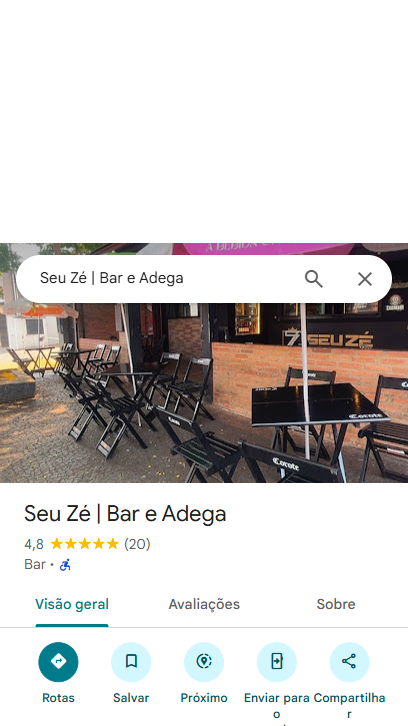 Seu Zé | Bar e Adega
SEU ZÉ
Corote
Corote
Seu Zé | Bar e Adega
4,8 (20)
Bar •
Visão geral Avaliações Sobre
Rotas Salvar Próximo Enviar para o Compartilhar